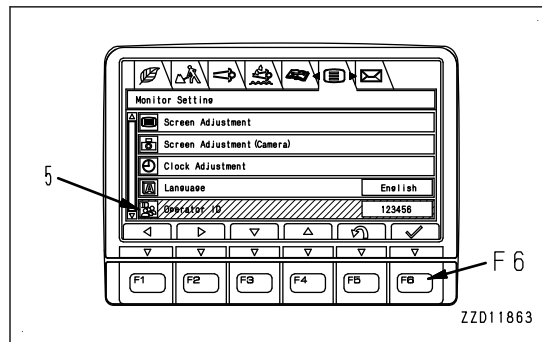 Monitor Setting
Screen Adjustment
Screen Adjustment(Camera)
Clock Adjustment
A Language English
5 Operator ID 123456
F1 F2 F3 F4 F5 F6
F6
ZZD11863